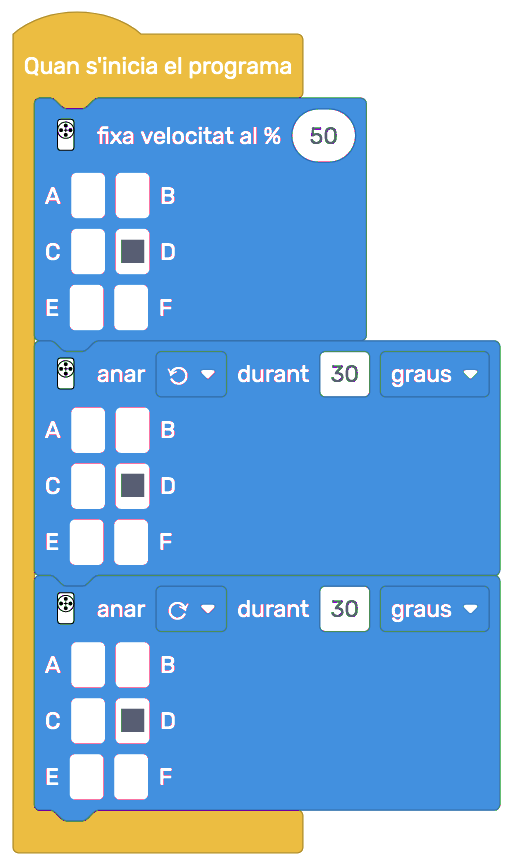 Quan s'inicia el programa
fixa velocitat al % 50
A B
C D
E F
anar durant 30 graus
A B
C D
E F
anar durant 30 graus
A B
C D
E F